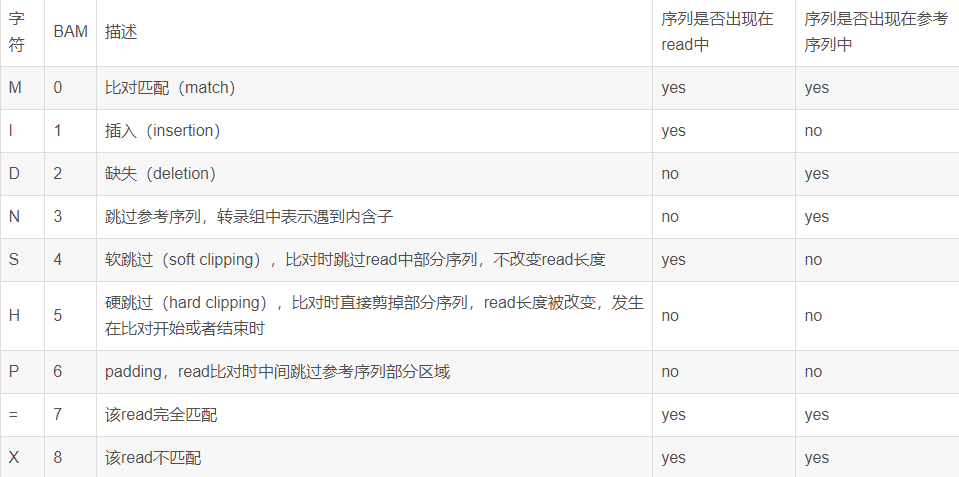 字符 BAM 描述 序列是否出现在read中 序列是否出现在参考序列中
M 0 比对匹配（match） yes yes
I 1 插入（insertion） yes no
D 2 缺失（deletion） no yes
N 3 跳过参考序列，转录组中表示遇到内含子 no yes
S 4 软跳过（soft clipping），比对时跳过read中部分序列，不改变read长度 yes no
H 5 硬跳过（hard clipping），比对时直接剪掉部分序列，read长度被改变，发生在比对开始或者结束时 no no
P 6 padding，read比对时中间跳过参考序列部分区域 no no
= 7 该read完全匹配 yes yes
X 8 该read不匹配 yes yes